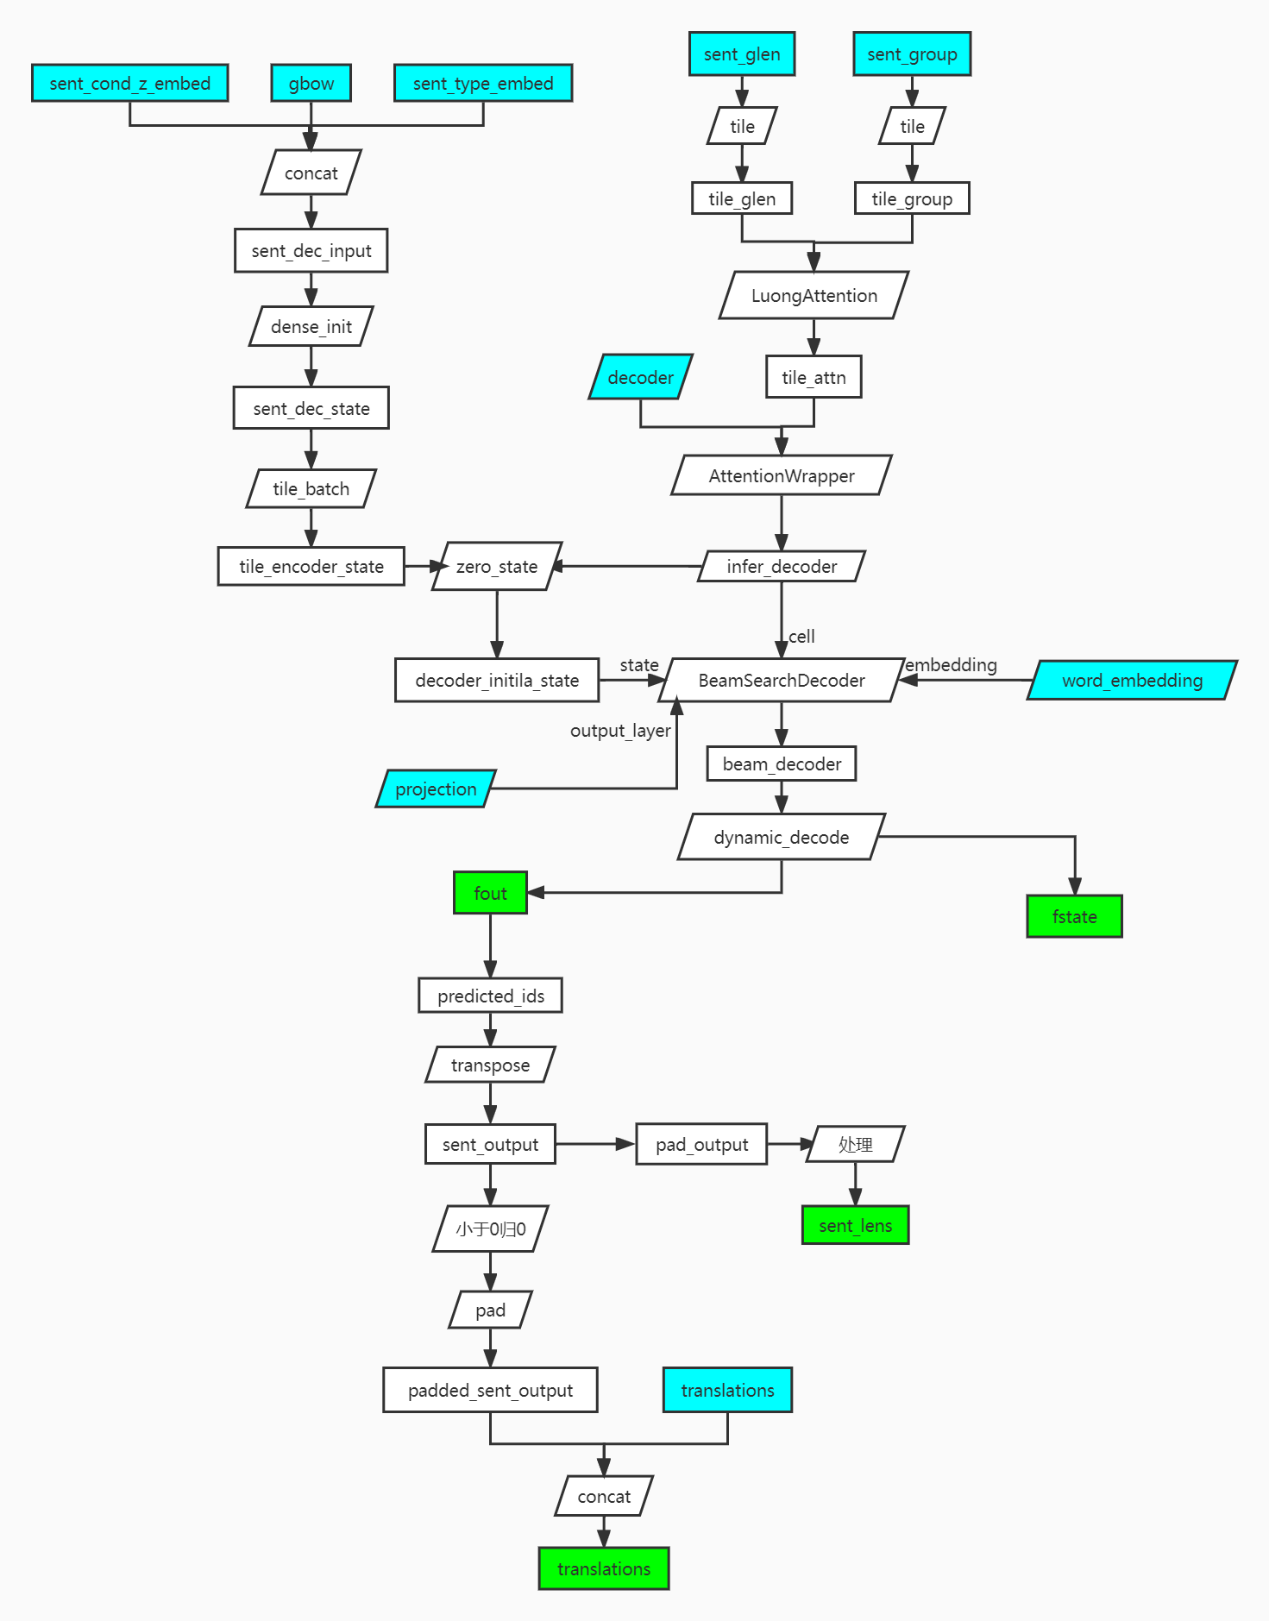 sent_glen
sent_group
sent_cond_z_embed
gbow
sent_type_embed
tile
tile
concat
tile_glen
tile_group
sent_dec_input
LuongAttention
dense_init
decoder
tile_attn
sent_dec_state
AttentionWrapper
tile_batch
tile_encoder_state
zero_state
infer_decoder
cell
state
embedding
decoder_initila_state
BeamSearchDecoder
word_embedding
output_layer
beam_decoder
projection
dynamic_decode
fout
fstate
predicted_ids
transpose
sent_output
pad_output
处理
sent_lens
小于0归0
pad
padded_sent_output
translations
concat
translations